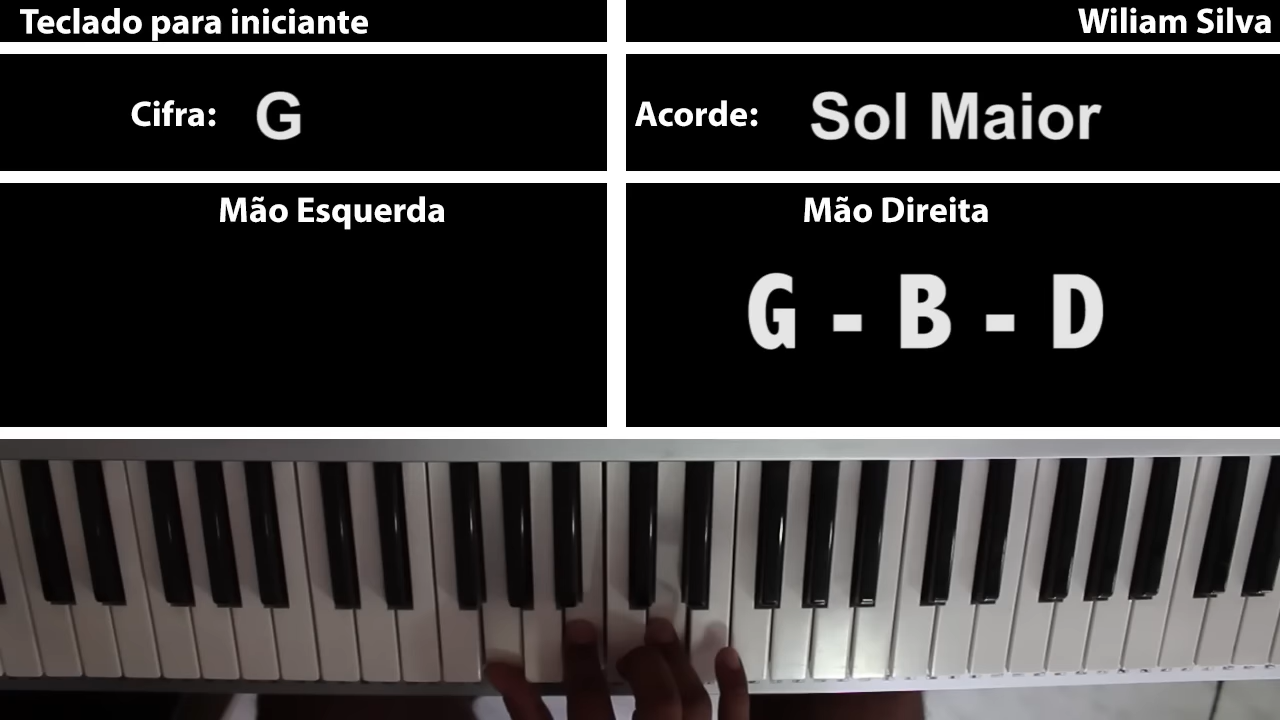 Teclado para iniciante
Wiliam Silva
Cifra: G
Acorde: Sol Maior
Mão Esquerda
Mão Direita
G - B - D